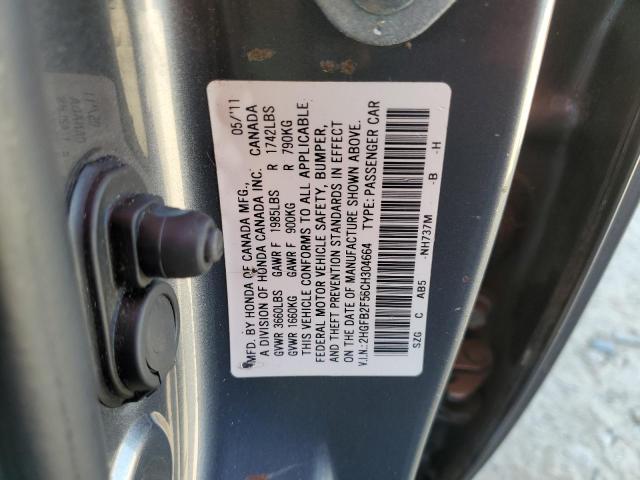 MFD. BY HONDA OF CANADA MFG., 05/'11
A DIVISION OF HONDA CANADA INC. CANADA
GVWR 3660LBS GAWR F 1985LBS R 1742LBS
GVWR 1660KG GAWR F 900KG R 790KG
THIS VEHICLE CONFORMS TO ALL APPLICABLE
FEDERAL MOTOR VEHICLE SAFETY, BUMPER,
AND THEFT PREVENTION STANDARDS IN EFFECT
ON THE DATE OF MANUFACTURE SHOWN ABOVE.
V.I.N.: 2HGFB2F56CH304664 TYPE: PASSENGER CAR
SZG C AB5 -NH737M -B -H